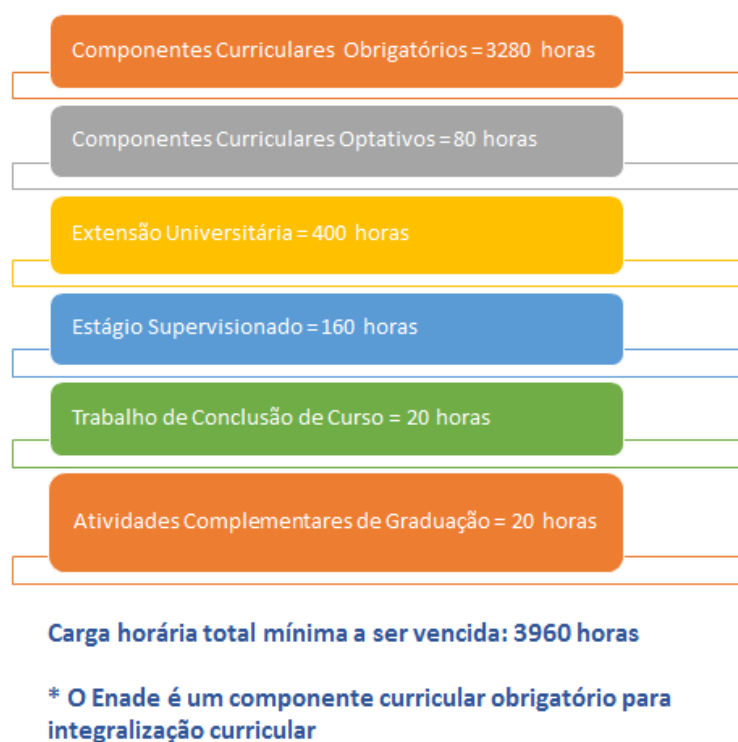 Componentes Curriculares Obrigatórios = 3280 horas
Componentes Curriculares Optativos = 80 horas
Extensão Universitária = 400 horas
Estágio Supervisionado = 160 horas
Trabalho de Conclusão de Curso = 20 horas
Atividades Complementares de Graduação = 20 horas
Carga horária total mínima a ser vencida: 3960 horas
* O Enade é um componente curricular obrigatório para
integralização curricular